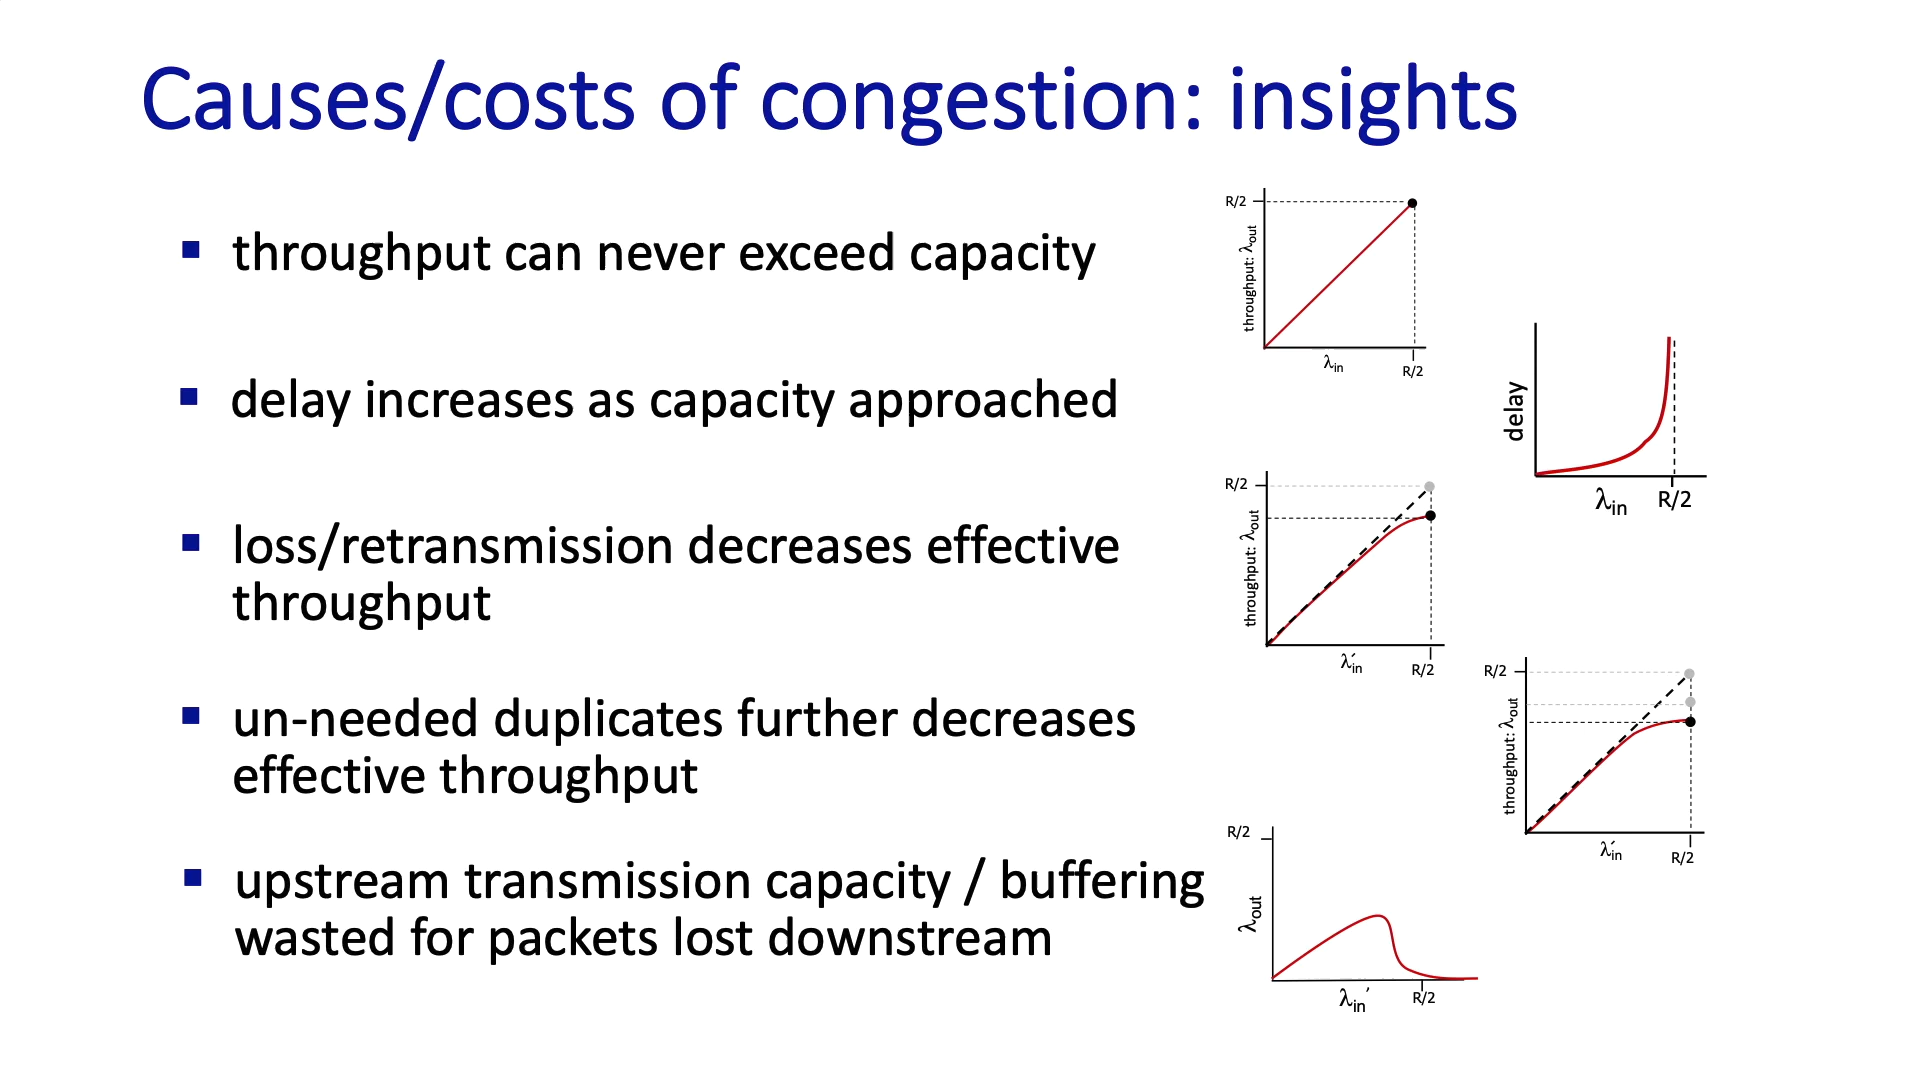 Causes/costs of congestion: insights
▪ throughput can never exceed capacity
R/2
throughput: λout
λin
R/2
▪ delay increases as capacity approached
delay
λin
R/2
▪ loss/retransmission decreases effective
throughput
R/2
throughput: λout
λ′in
R/2
▪ un-needed duplicates further decreases
effective throughput
R/2
throughput: λout
λ′in
R/2
▪ upstream transmission capacity / buffering
wasted for packets lost downstream
R/2
λout
λin′
R/2